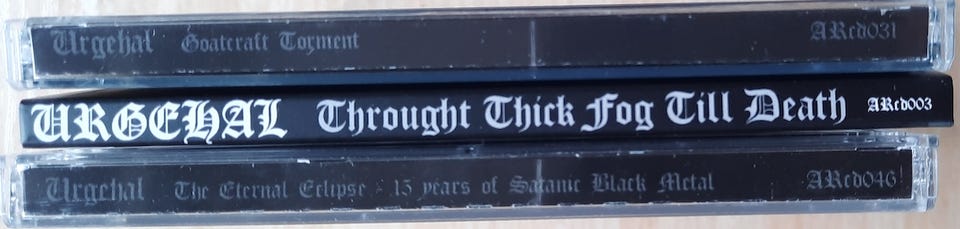 Urgehal Goatcraft Torment ARcd031
URGEHAL Throught Thick Fog Till Death ARcd003
Urgehal The Eternal Eclipse - 15 years of Satanic Black Metal ARcd046